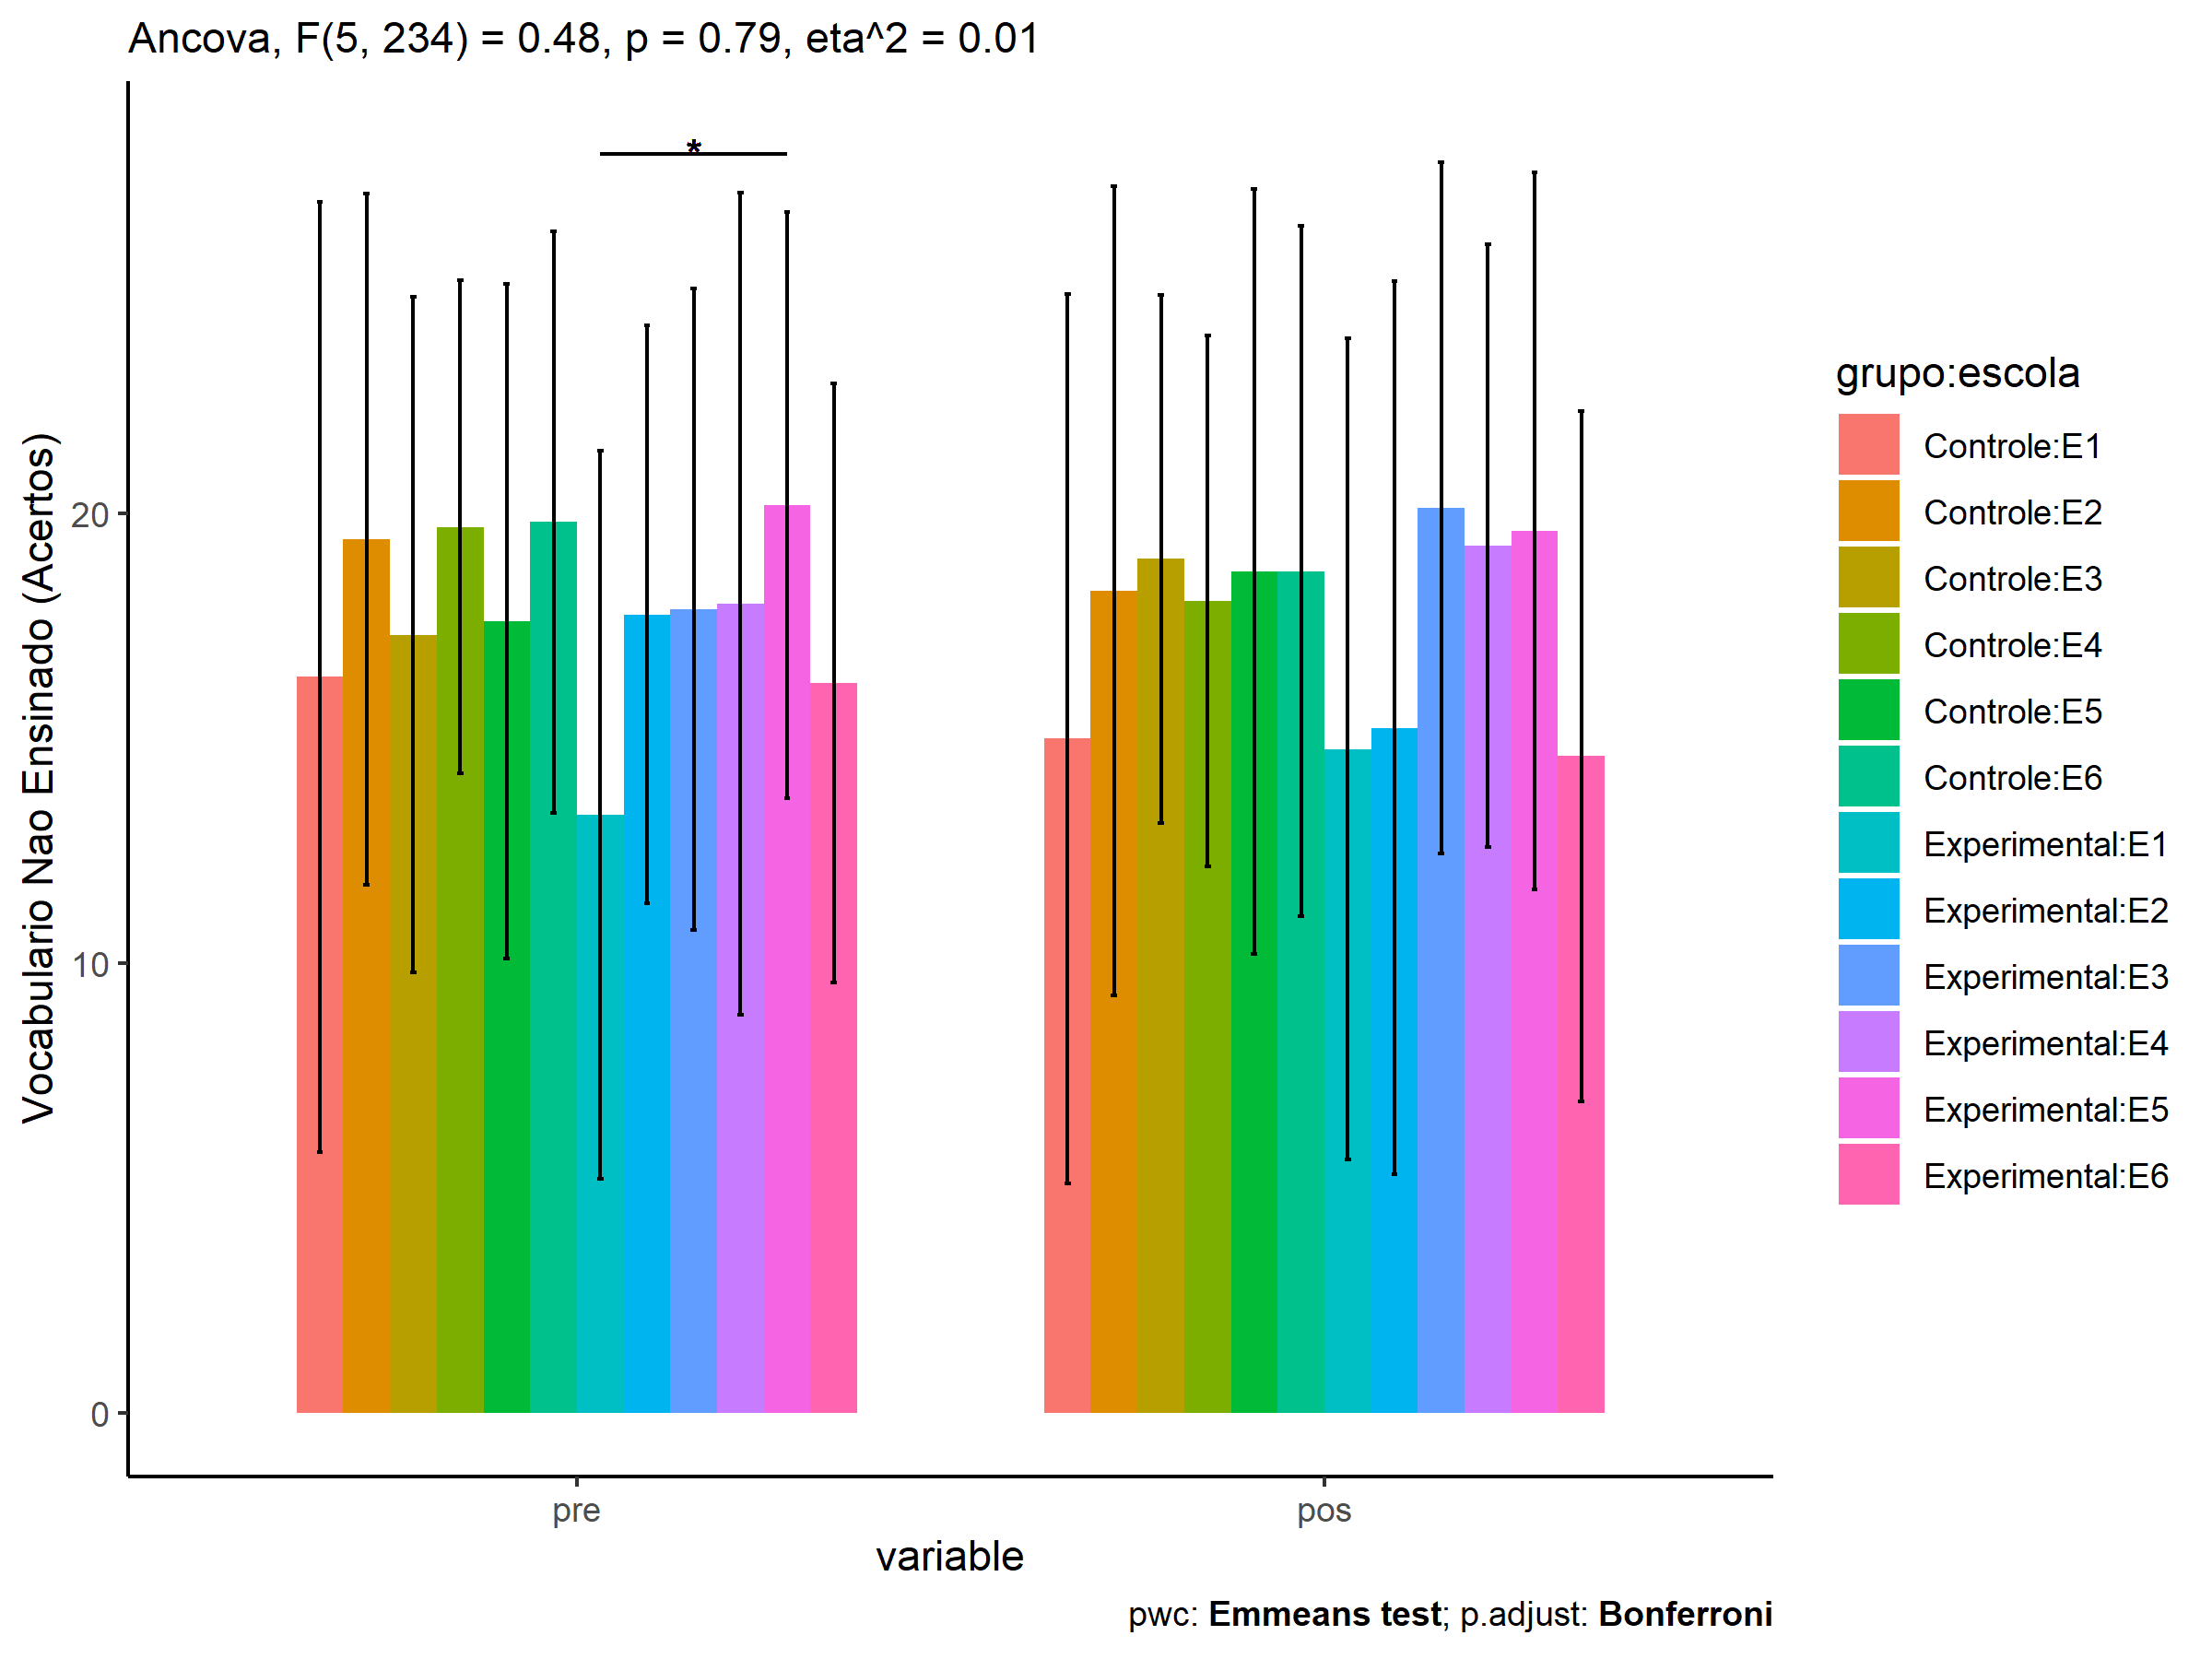 Ancova, F(5, 234) = 0.48, p = 0.79, eta^2 = 0.01
*
Vocabulario Nao Ensinado (Acertos)
20
10
0
pre
pos
variable
pwc: Emmeans test; p.adjust: Bonferroni
grupo:escola
Controle:E1
Controle:E2
Controle:E3
Controle:E4
Controle:E5
Controle:E6
Experimental:E1
Experimental:E2
Experimental:E3
Experimental:E4
Experimental:E5
Experimental:E6